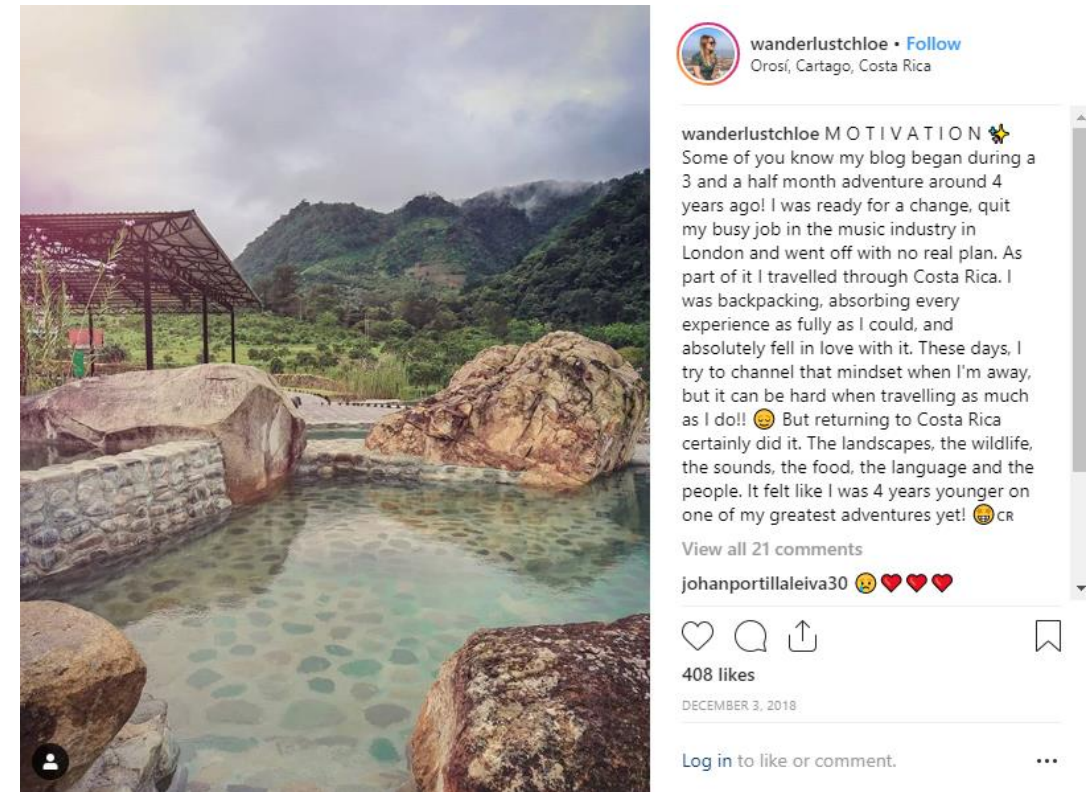 wanderlustchloe • Follow
Orosí, Cartago, Costa Rica
wanderlustchloe M O T I V A T I O N ✨
Some of you know my blog began during a
3 and a half month adventure around 4
years ago! I was ready for a change, quit
my busy job in the music industry in
London and went off with no real plan. As
part of it I travelled through Costa Rica. I
was backpacking, absorbing every
experience as fully as I could, and
absolutely fell in love with it. These days, I
try to channel that mindset when I'm away,
but it can be hard when travelling as much
as I do!! 😔 But returning to Costa Rica
certainly did it. The landscapes, the wildlife,
the sounds, the food, the language and the
people. It felt like I was 4 years younger on
one of my greatest adventures yet! 😁CR
View all 21 comments
johanportillaleiva30 😢❤❤❤
408 likes
DECEMBER 3, 2018
Log in to like or comment.